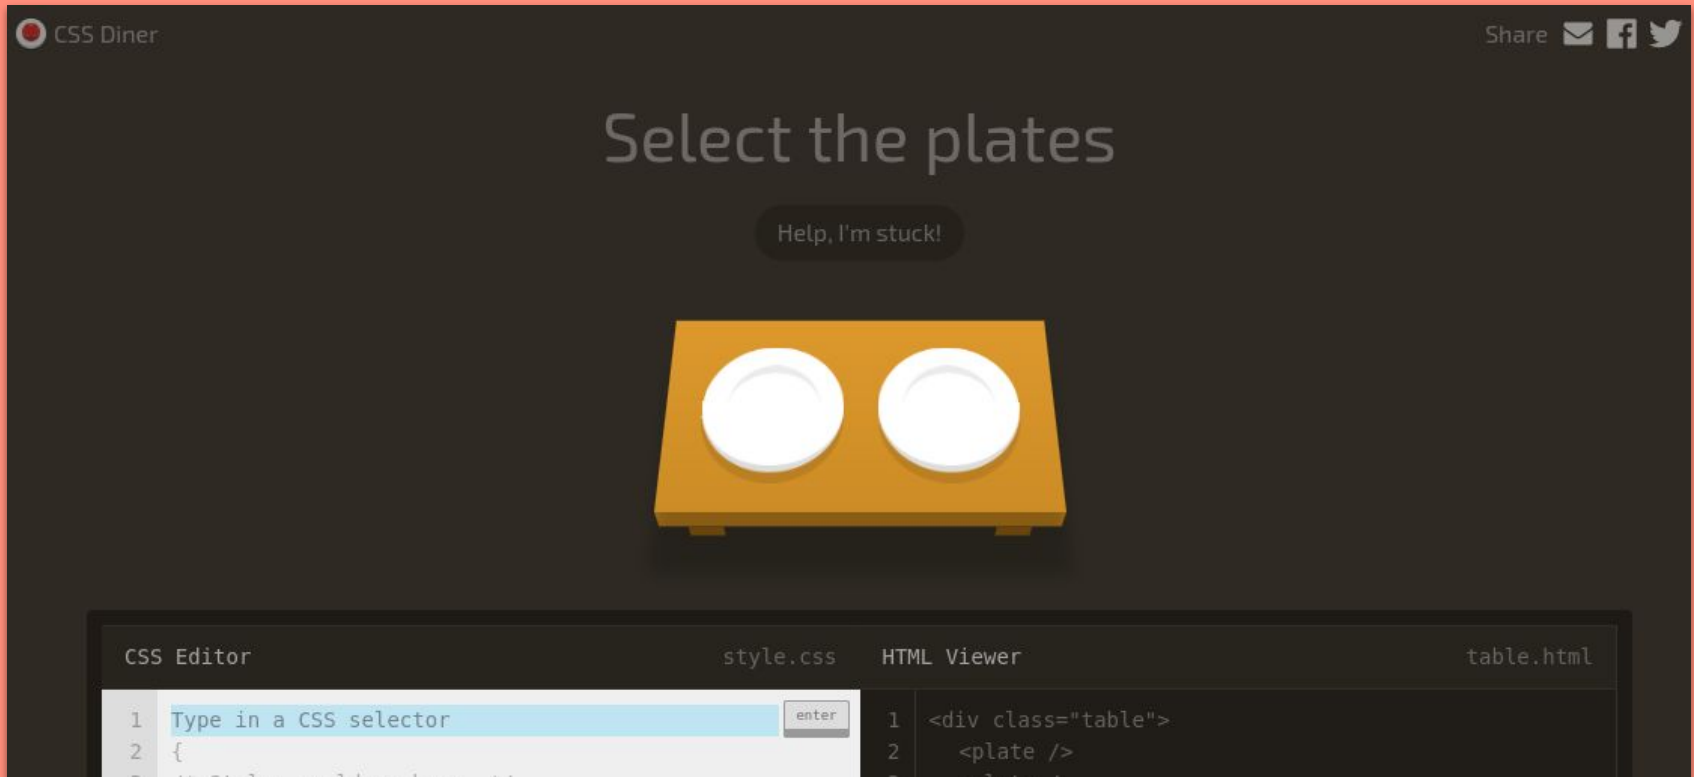 CSS Diner
Share
Select the plates
Help, I'm stuck!
CSS Editor
style.css
HTML Viewer
table.html
1 Type in a CSS selector
enter
2 {
1 <div class="table">
2 <plate />